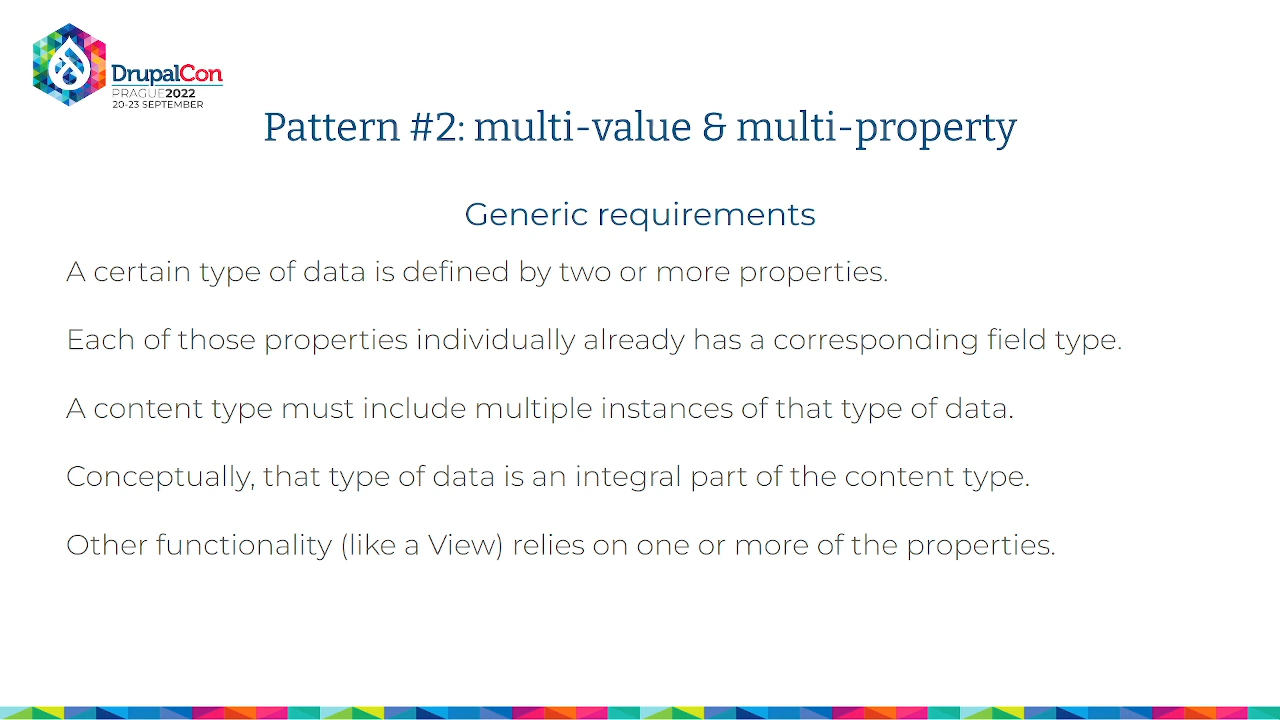 DrupalCon
PRAGUE2022
20-23 SEPTEMBER
Pattern #2: multi-value & multi-property
Generic requirements
A certain type of data is defined by two or more properties.
Each of those properties individually already has a corresponding field type.
A content type must include multiple instances of that type of data.
Conceptually, that type of data is an integral part of the content type.
Other functionality (like a View) relies on one or more of the properties.